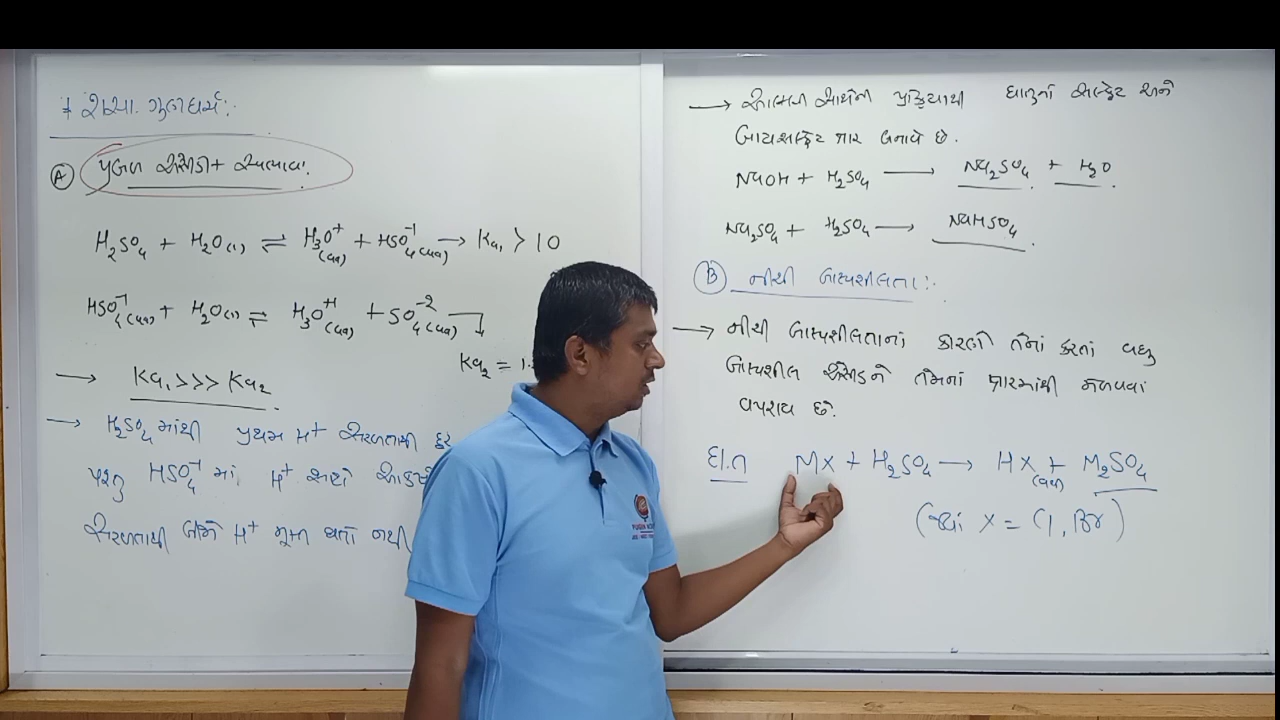 * રાસા. ગુણધર્મ:-
(A) પ્રબળ એસિડિક સ્વભાવ:
H₂SO₄ + H₂O(l) ⇌ H₃O⁺(aq) + HSO₄⁻¹(aq) → Ka₁ > 10
HSO₄⁻¹(aq) + H₂O(l) ⇌ H₃O⁺¹(aq) + SO₄⁻²(aq)
Ka₂ = 1.
→ Ka₁ >>> Ka₂
→ H₂SO₄ માંથી પ્રથમ H⁺ સરળતાથી દૂર
પરંતુ HSO₄⁻¹ માં H⁺ સાથે
સરળતાથી H⁺ મુક્ત થતો નથી
→ સાથેની પ્રક્રિયાથી ધાતુનાં સલ્ફેટ અને
બાયસલ્ફેટ ક્ષાર બનાવે છે.
NaOH + H₂SO₄ → Na₂SO₄ + H₂O
Na₂SO₄ + H₂SO₄ → NaHSO₄
(B) નીચી બાષ્પશીલતા:-
→ નીચી બાષ્પશીલતાનાં કારણે તેનાં કરતાં વધુ
બાષ્પશીલ એસિડને તેમનાં ક્ષારમાંથી મેળવવાં
વપરાય છે.
દા.ત MX + H₂SO₄ → HX(aq) + M₂SO₄
(જ્યાં X = Cl, Br)